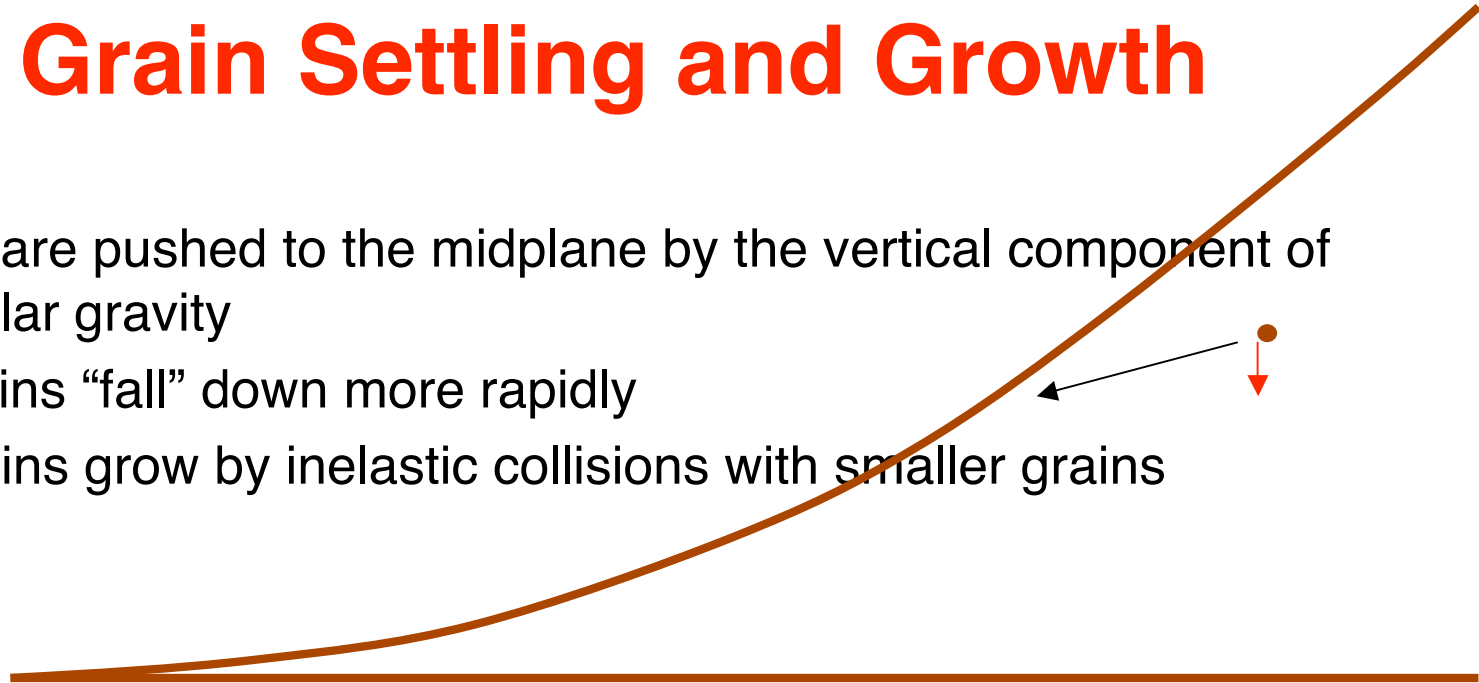 Grain Settling and Growth
are pushed to the midplane by the vertical component of
lar gravity
ins “fall” down more rapidly
ins grow by inelastic collisions with smaller grains